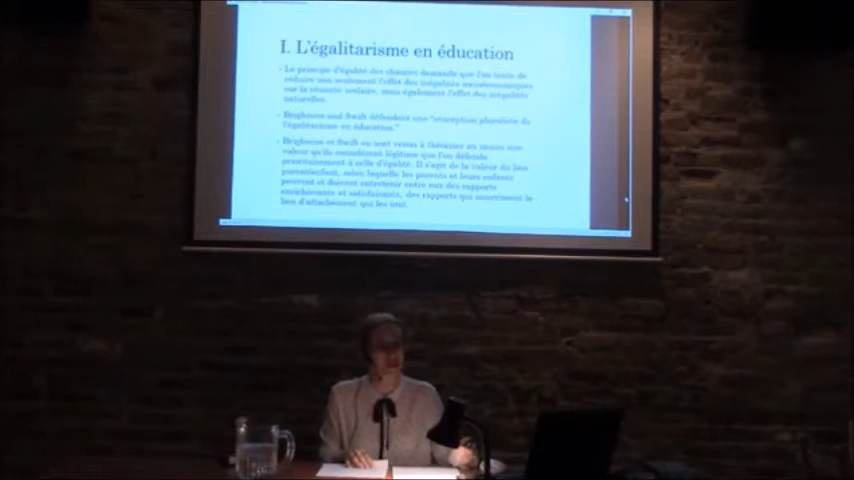 I. L'égalitarisme en éducation
• Le principe d'égalité des chances demande que l'on tente de
réduire non seulement l'effet des inégalités socioéconomiques
sur la réussite scolaire, mais également l'effet des inégalités
naturelles.
• Brighouse and Swift défendent une "conception pluraliste de
l'égalitarisme en éducation."
• Brighouse et Swift en sont venus à théoriser au moins une
valeur qu'ils considèrent légitime que l'on défende
prioritairement à celle d'égalité. Il s'agit de la valeur du lien
parent/enfant, selon laquelle les parents et leurs enfants
peuvent et doivent entretenir entre eux des rapports
enrichissants et satisfaisants, des rapports qui nourrissent le
lien d'attachement qui les unit.